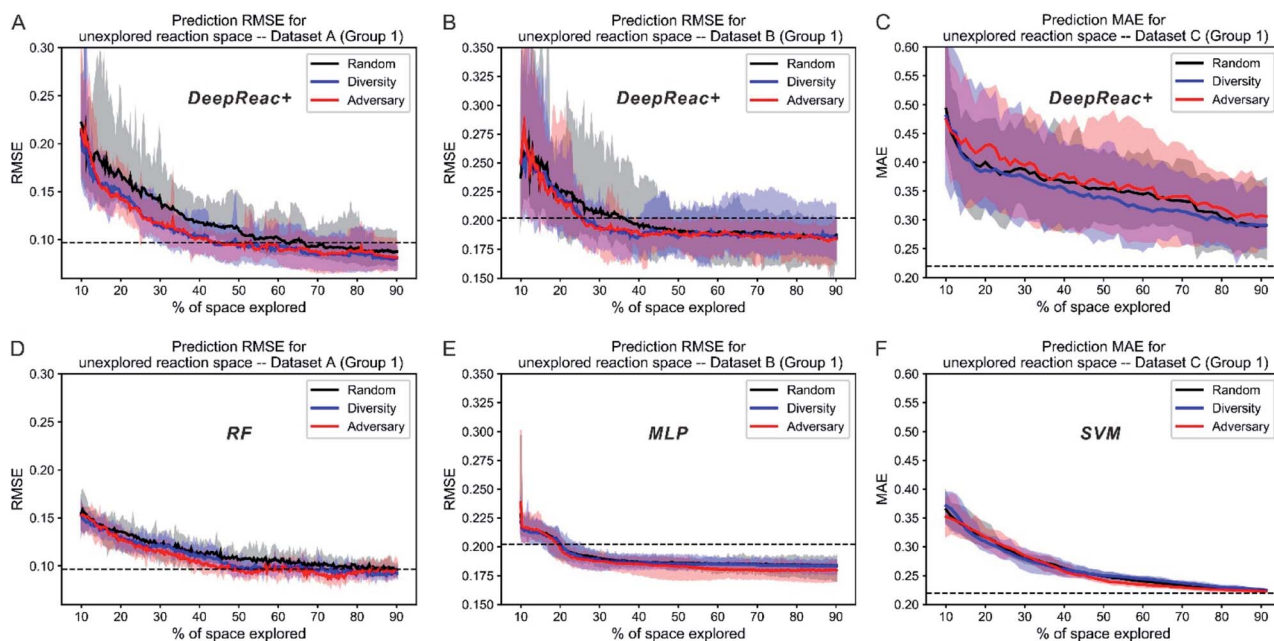 A
Prediction RMSE for
unexplored reaction space -- Dataset A (Group 1)
0.30
0.25
0.20
0.15
0.10
RMSE
Random
Diversity
Adversary
DeepReac+
10 20 30 40 50 60 70 80 90
% of space explored
B
Prediction RMSE for
unexplored reaction space -- Dataset B (Group 1)
0.350
0.325
0.300
0.275
0.250
0.225
0.200
0.175
0.150
RMSE
Random
Diversity
Adversary
DeepReac+
10 20 30 40 50 60 70 80 90
% of space explored
C
Prediction MAE for
unexplored reaction space -- Dataset C (Group 1)
0.60
0.55
0.50
0.45
0.40
0.35
0.30
0.25
0.20
MAE
Random
Diversity
Adversary
DeepReac+
10 20 30 40 50 60 70 80 90
% of space explored
D
Prediction RMSE for
unexplored reaction space -- Dataset A (Group 1)
0.30
0.25
0.20
0.15
0.10
RMSE
Random
Diversity
Adversary
RF
10 20 30 40 50 60 70 80 90
% of space explored
E
Prediction RMSE for
unexplored reaction space -- Dataset B (Group 1)
0.350
0.325
0.300
0.275
0.250
0.225
0.200
0.175
0.150
RMSE
Random
Diversity
Adversary
MLP
10 20 30 40 50 60 70 80 90
% of space explored
F
Prediction MAE for
unexplored reaction space -- Dataset C (Group 1)
0.60
0.55
0.50
0.45
0.40
0.35
0.30
0.25
0.20
MAE
Random
Diversity
Adversary
SVM
10 20 30 40 50 60 70 80 90
% of space explored